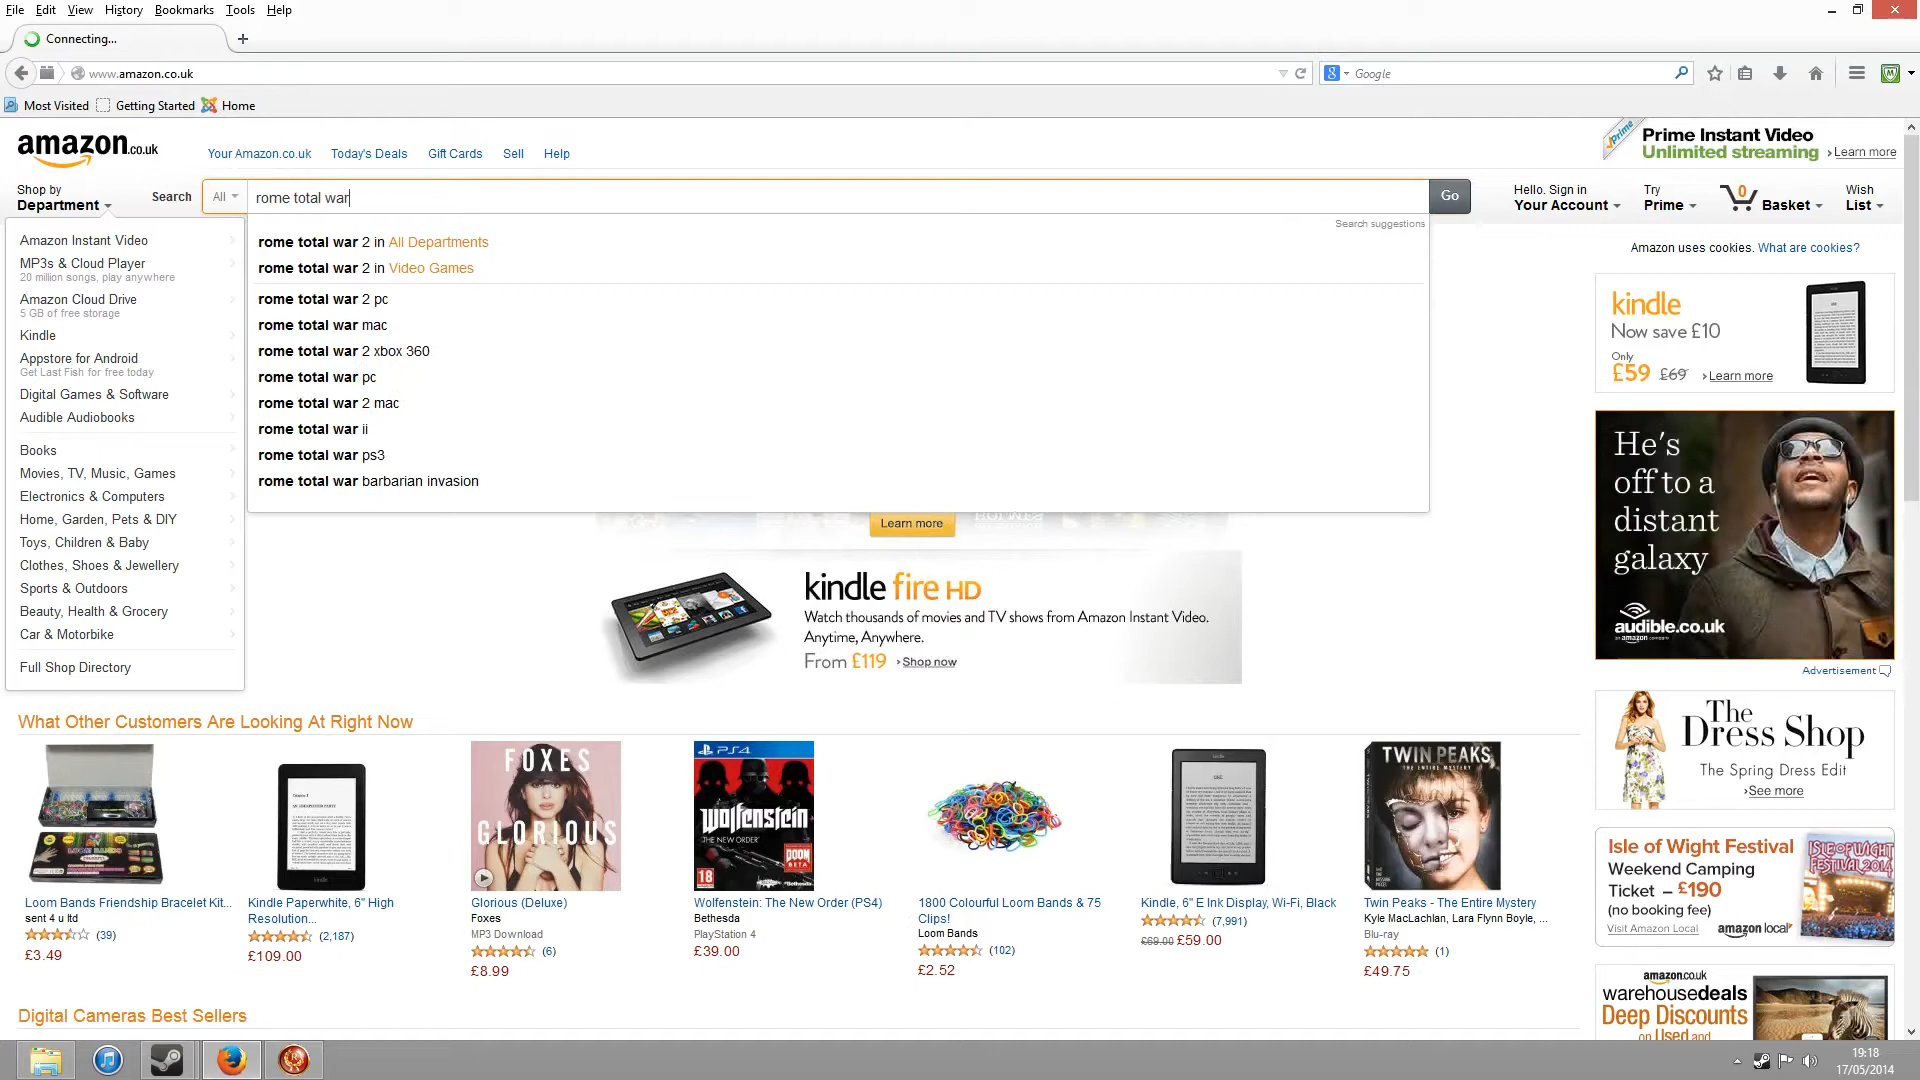 File Edit View History Bookmarks Tools Help
Connecting...
www.amazon.co.uk
Google
Most Visited Getting Started Home
amazon.co.uk
Your Amazon.co.uk Today's Deals Gift Cards Sell Help
Prime
Prime Instant Video
Unlimited streaming
Learn more
Shop by
Department
Search All rome total war Go
Hello. Sign in
Your Account
Try
Prime
0
Basket
Wish
List
Search suggestions
rome total war 2 in All Departments
rome total war 2 in Video Games
rome total war 2 pc
rome total war mac
rome total war 2 xbox 360
rome total war pc
rome total war 2 mac
rome total war ii
rome total war ps3
rome total war barbarian invasion
Amazon Instant Video
MP3s & Cloud Player
20 million songs, play anywhere
Amazon Cloud Drive
5 GB of free storage
Kindle
Appstore for Android
Get Last Fish for free today
Digital Games & Software
Audible Audiobooks
Books
Movies, TV, Music, Games
Electronics & Computers
Home, Garden, Pets & DIY
Toys, Children & Baby
Clothes, Shoes & Jewellery
Sports & Outdoors
Beauty, Health & Grocery
Car & Motorbike
Full Shop Directory
Learn more
kindle fire HD
Watch thousands of movies and TV shows from Amazon Instant Video.
Anytime, Anywhere.
From £119 Shop now
Amazon uses cookies. What are cookies?
kindle
Now save £10
Only
£59 £69 Learn more
He's
off to a
distant
galaxy
audible.co.uk
Advertisement
The
Dress Shop
The Spring Dress Edit
See more
Isle of Wight Festival
Weekend Camping
Ticket – £190
(no booking fee)
Visit Amazon Local amazon local
ISLE OF WIGHT
FESTIVAL 2014
amazon.co.uk
warehousedeals
Deep Discounts
on Used and
What Other Customers Are Looking At Right Now
Loom Bands Friendship Bracelet Kit...
sent 4 u ltd
(39)
£3.49
kindle
Kindle Paperwhite, 6" High
Resolution...
(2,187)
£109.00
FOXES
GLORIOUS
Glorious (Deluxe)
Foxes
MP3 Download
(6)
£8.99
PS4
Wolfenstein
THE NEW ORDER
DOOM
BETA
18
Bethesda
Wolfenstein: The New Order (PS4)
Bethesda
PlayStation 4
£39.00
1800 Colourful Loom Bands & 75
Clips!
Loom Bands
(102)
£2.52
kindle
Kindle, 6" E Ink Display, Wi-Fi, Black
(7,991)
£69.00 £59.00
TWIN PEAKS
THE ENTIRE MYSTERY
Twin Peaks - The Entire Mystery
Kyle MacLachlan, Lara Flynn Boyle, ...
Blu-ray
(1)
£49.75
Digital Cameras Best Sellers
19:18
17/05/2014